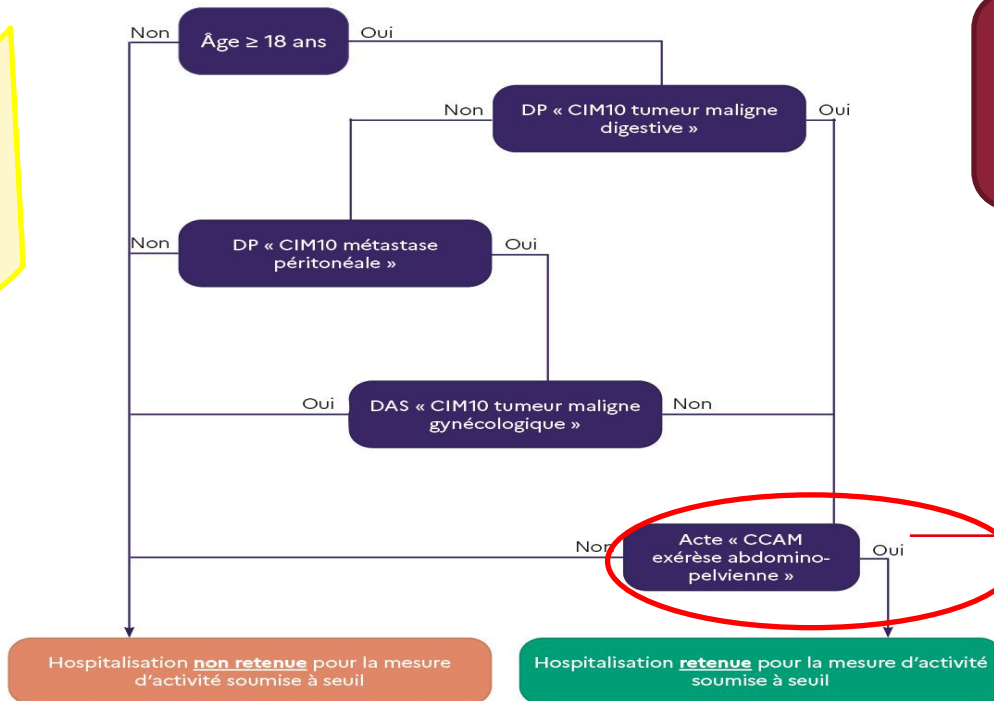 Non
Âge ≥ 18 ans
Oui
Non
DP « CIM10 tumeur maligne
digestive »
Oui
Non
DP « CIM10 métastase
péritonéale »
Oui
Oui
DAS « CIM10 tumeur maligne
gynécologique »
Non
Non
Acte « CCAM
exérèse abdomino-
pelvienne »
Oui
Hospitalisation non retenue pour la mesure
d’activité soumise à seuil
Hospitalisation retenue pour la mesure d’activité
soumise à seuil